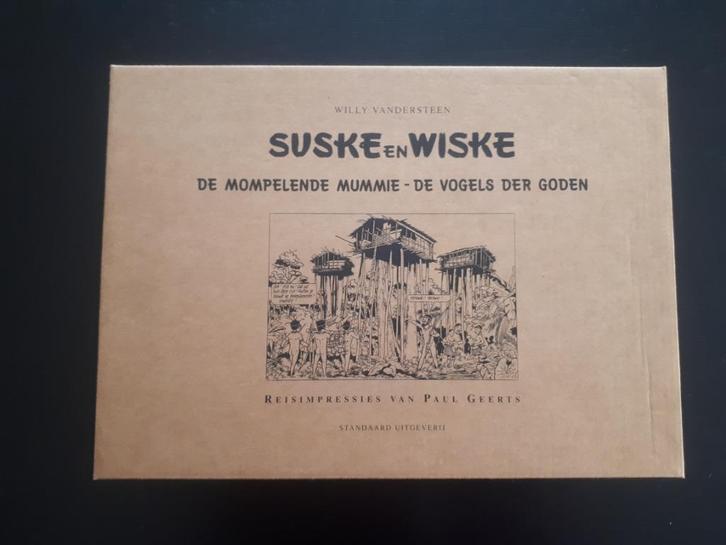 WILLY VANDERSTEEN
SUSKE EN WISKE
DE MOMPELENDE MUMMIE - DE VOGELS DER GODEN
REISIMPRESSIES VAN PAUL GEERTS
STANDAARD UITGEVERIJ